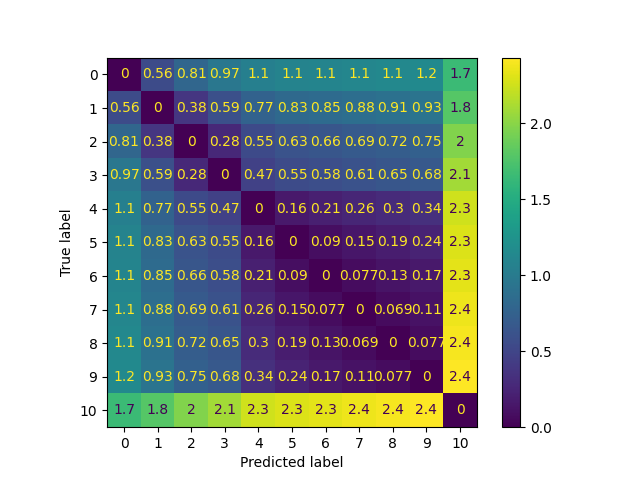 0 0 0.56 0.81 0.97 1.1 1.1 1.1 1.1 1.1 1.2 1.7
1 0.56 0 0.38 0.59 0.77 0.83 0.85 0.88 0.91 0.93 1.8
2 0.81 0.38 0 0.28 0.55 0.63 0.66 0.69 0.72 0.75 2
3 0.97 0.59 0.28 0 0.47 0.55 0.58 0.61 0.65 0.68 2.1
4 1.1 0.77 0.55 0.47 0 0.16 0.21 0.26 0.3 0.34 2.3
5 1.1 0.83 0.63 0.55 0.16 0 0.09 0.15 0.19 0.24 2.3
6 1.1 0.85 0.66 0.58 0.21 0.09 0 0.077 0.13 0.17 2.3
7 1.1 0.88 0.69 0.61 0.26 0.15 0.077 0 0.069 0.11 2.4
8 1.1 0.91 0.72 0.65 0.3 0.19 0.13 0.069 0 0.077 2.4
9 1.2 0.93 0.75 0.68 0.34 0.24 0.17 0.11 0.077 0 2.4
10 1.7 1.8 2 2.1 2.3 2.3 2.3 2.4 2.4 2.4 0
0 1 2 3 4 5 6 7 8 9 10
Predicted label
True label
2.0
1.5
1.0
0.5
0.0